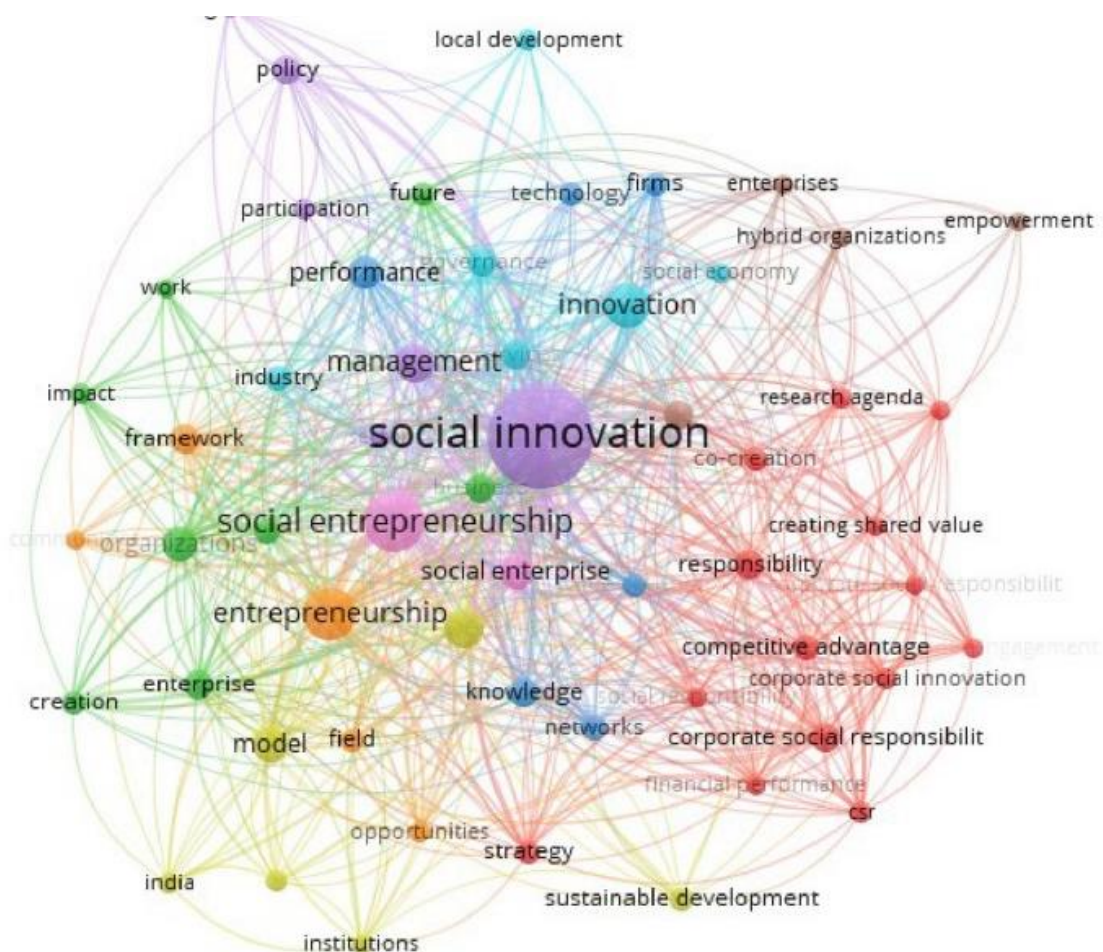 local development
policy
future
technology
firms
enterprises
participation
empowerment
hybrid organizations
performance
governance
social economy
work
innovation
management
industry
impact
research agenda
social innovation
framework
co-creation
social entrepreneurship
creating shared value
organizations
social enterprise
responsibility
entrepreneurship
competitive advantage
enterprise
knowledge
corporate social innovation
social responsibility
creation
networks
model
field
corporate social responsibilit
financial performance
csr
opportunities
strategy
india
sustainable development
institutions